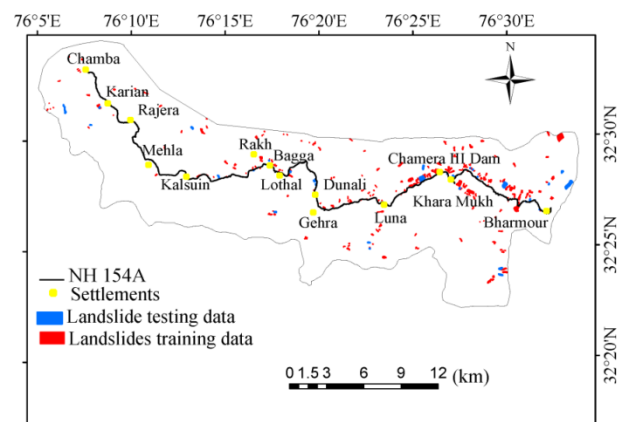 76°5'E 76°10'E 76°15'E 76°20'E 76°25'E 76°30'E
N
Chamba
Karian
Rajera
Mehla
Kalsuin
Rakh
Bagga
Lothal
Dunali
Gehra
Luna
Chamera III Dam
Khara Mukh
Bharmour
32°30'N
32°25'N
32°20'N
NH 154A
Settlements
Landslide testing data
Landslides training data
0 1.5 3 6 9 12 (km)